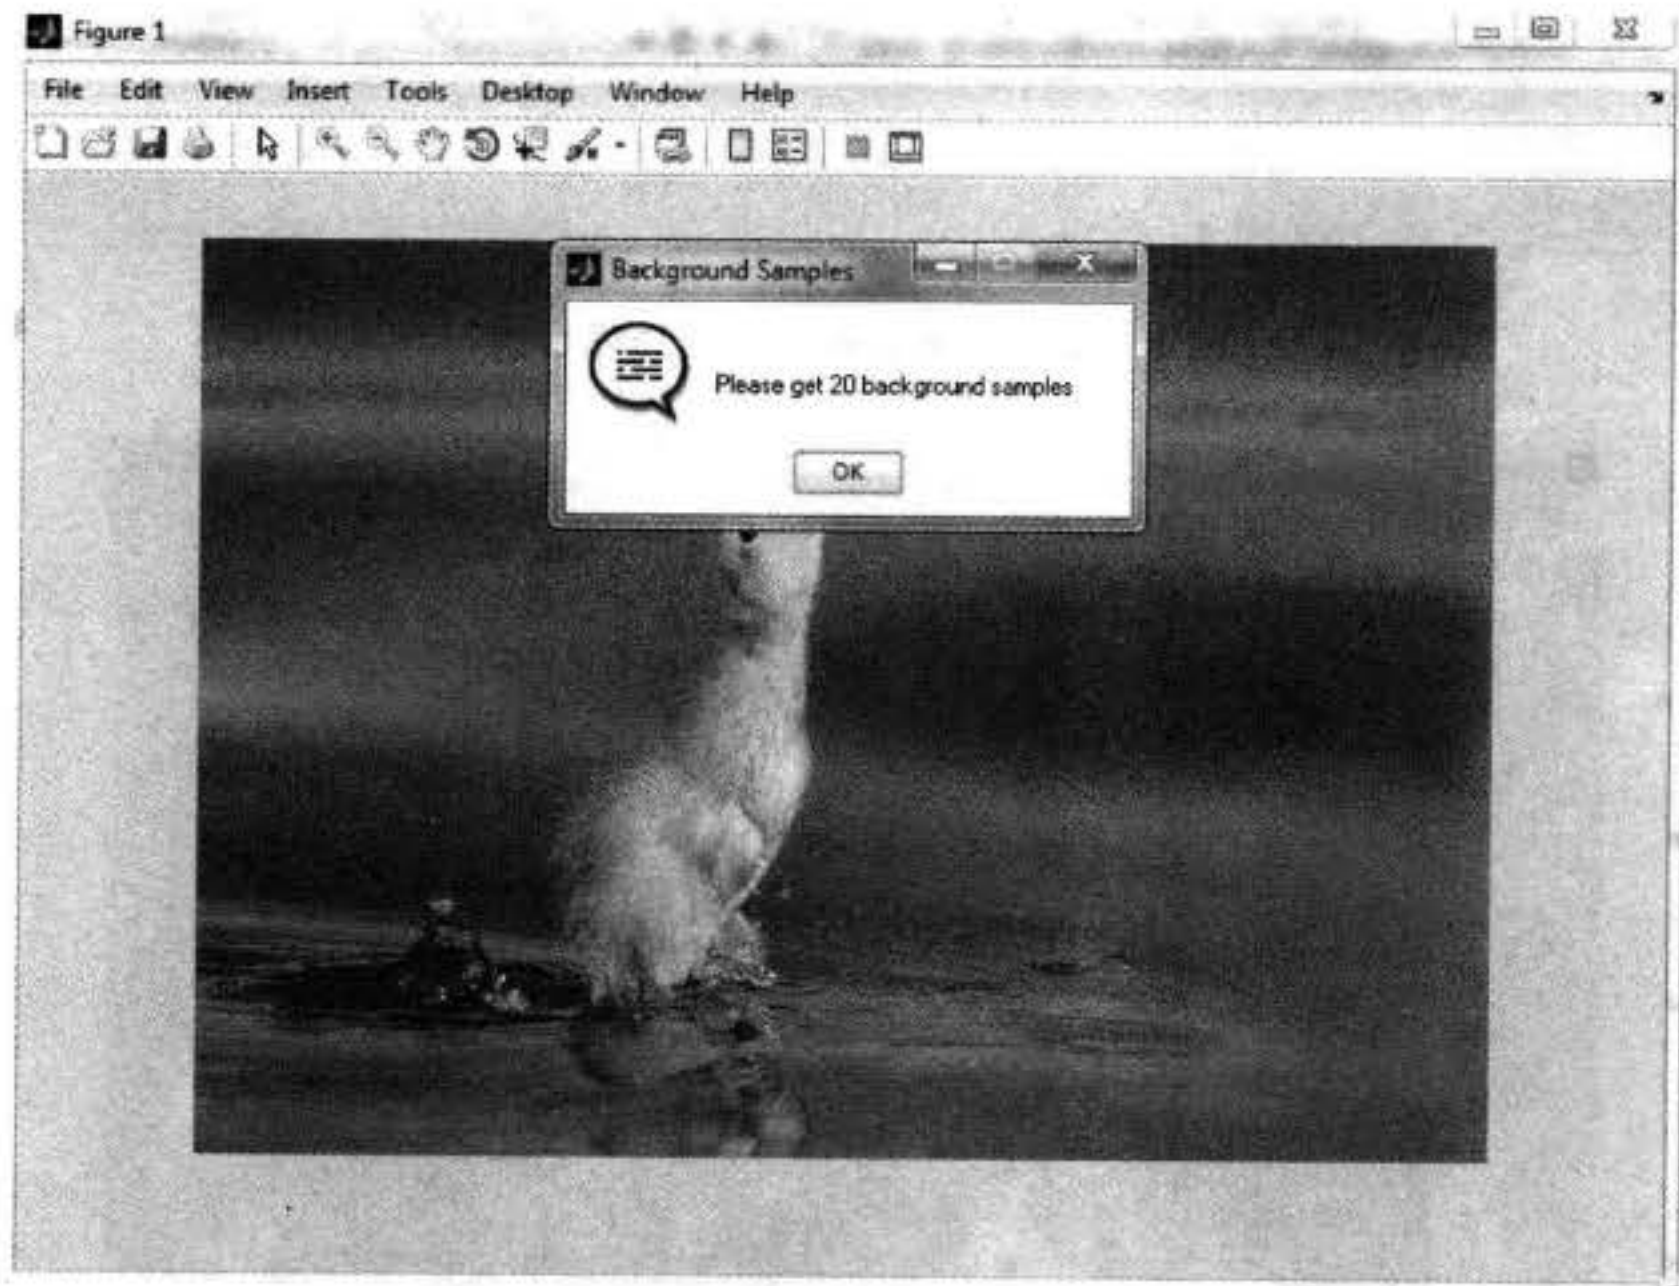 Figure 1
File Edit View Insert Tools Desktop Window Help
Background Samples
Please get 20 background samples
OK